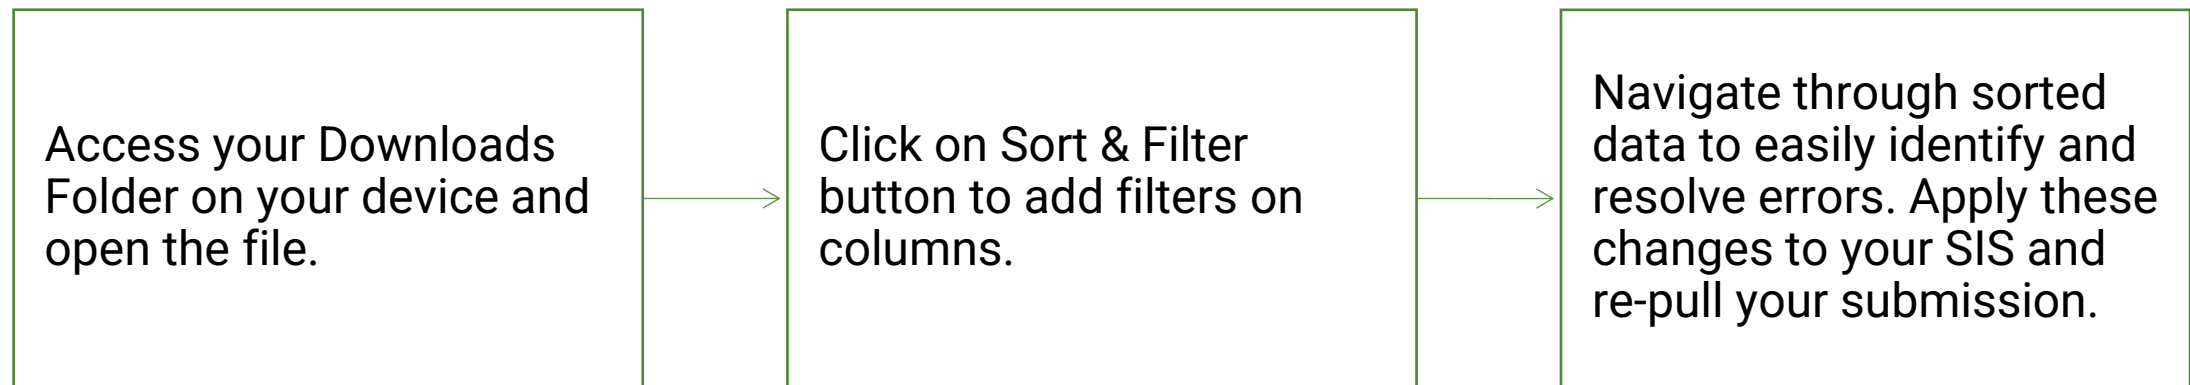 Access your Downloads
Folder on your device and
open the file.
Click on Sort & Filter
button to add filters on
columns.
Navigate through sorted
data to easily identify and
resolve errors. Apply these
changes to your SIS and
re-pull your submission.